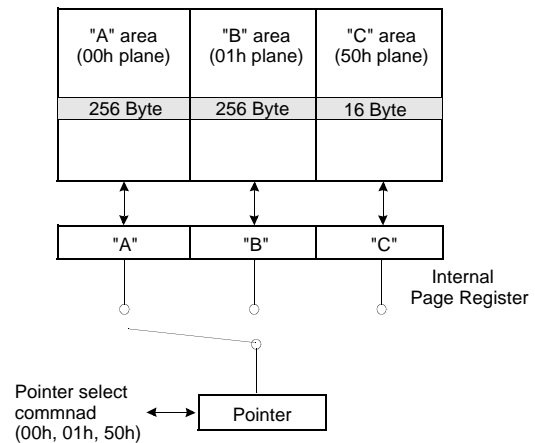 "A" area
(00h plane)
"B" area
(01h plane)
"C" area
(50h plane)
256 Byte
256 Byte
16 Byte
"A"
"B"
"C"
Internal
Page Register
Pointer select
commnad
(00h, 01h, 50h)
Pointer